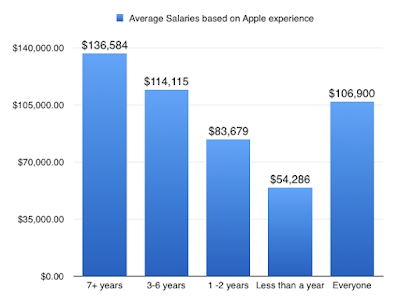 Average Salaries based on Apple experience
$140,000.00
$105,000.00
$70,000.00
$35,000.00
$0.00
$136,584
$114,115
$83,679
$54,286
$106,900
7+ years
3-6 years
1 -2 years
Less than a year
Everyone